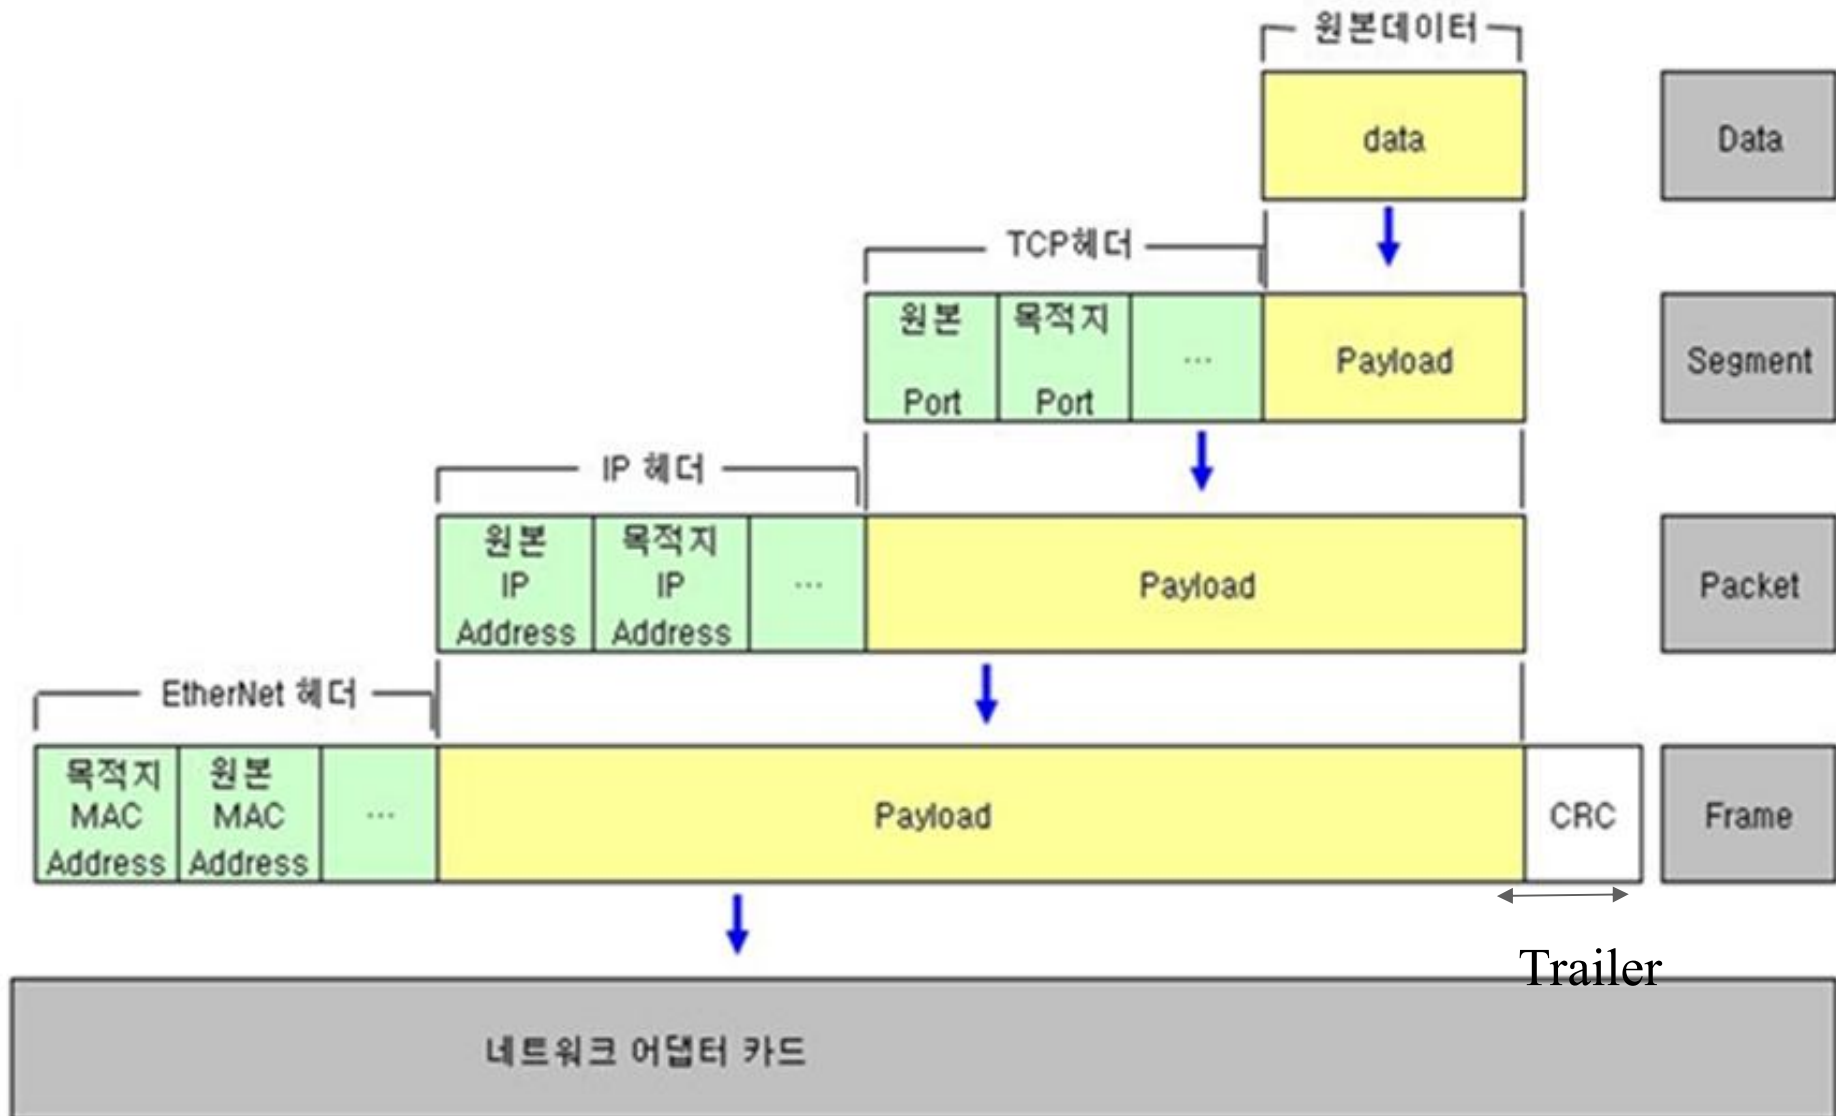 원본데이터
data
Data
TCP헤더
원본
Port
목적지
Port
...
Payload
Segment
IP 헤더
원본
IP
Address
목적지
IP
Address
...
Payload
Packet
EtherNet 헤더
목적지
MAC
Address
원본
MAC
Address
...
Payload
CRC
Frame
Trailer
네트워크 어댑터 카드